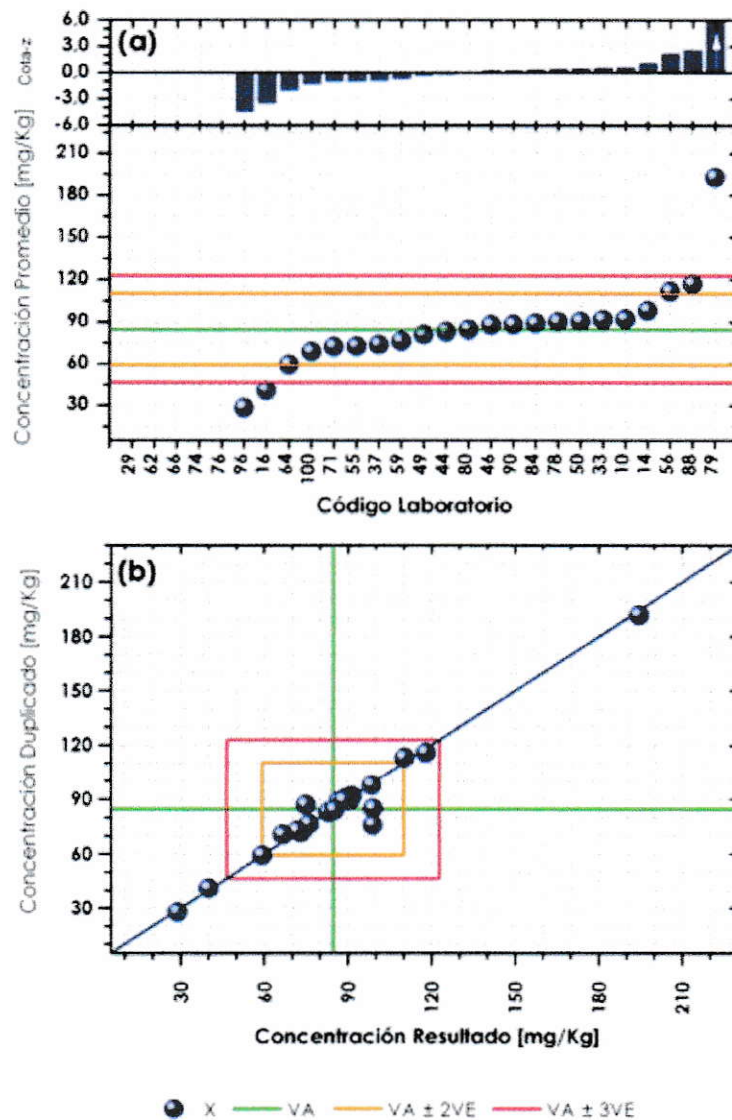 (a)
Cota-z
6.0
3.0
0.0
-3.0
-6.0
Concentración Promedio [mg/Kg]
210
180
150
120
90
60
30
29 62 66 74 76 96 16 64 100 71 55 37 59 49 44 80 46 90 84 78 50 33 10 14 56 88 79
Código Laboratorio
(b)
Concentración Duplicado [mg/Kg]
210
180
150
120
90
60
30
30 60 90 120 150 180 210
Concentración Resultado [mg/Kg]
X VA VA ± 2VE VA ± 3VE